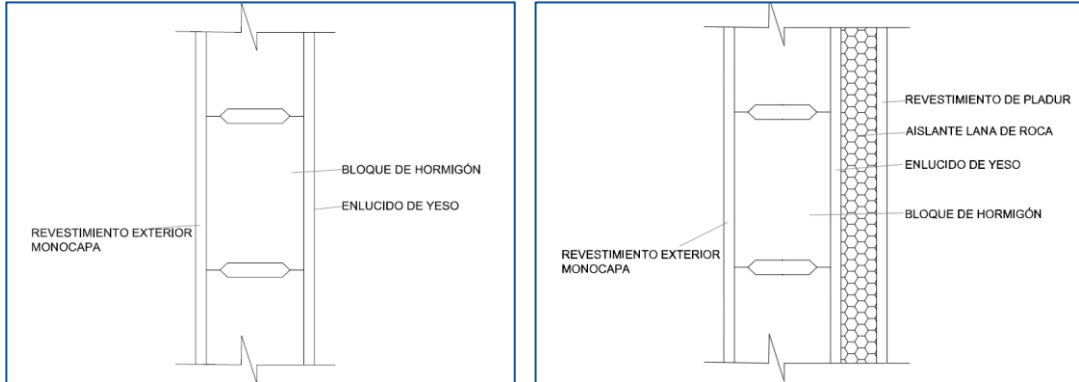 BLOQUE DE HORMIGÓN
ENLUCIDO DE YESO
REVESTIMIENTO EXTERIOR
MONOCAPA
REVESTIMIENTO DE PLADUR
AISLANTE LANA DE ROCA
ENLUCIDO DE YESO
BLOQUE DE HORMIGÓN
REVESTIMIENTO EXTERIOR
MONOCAPA